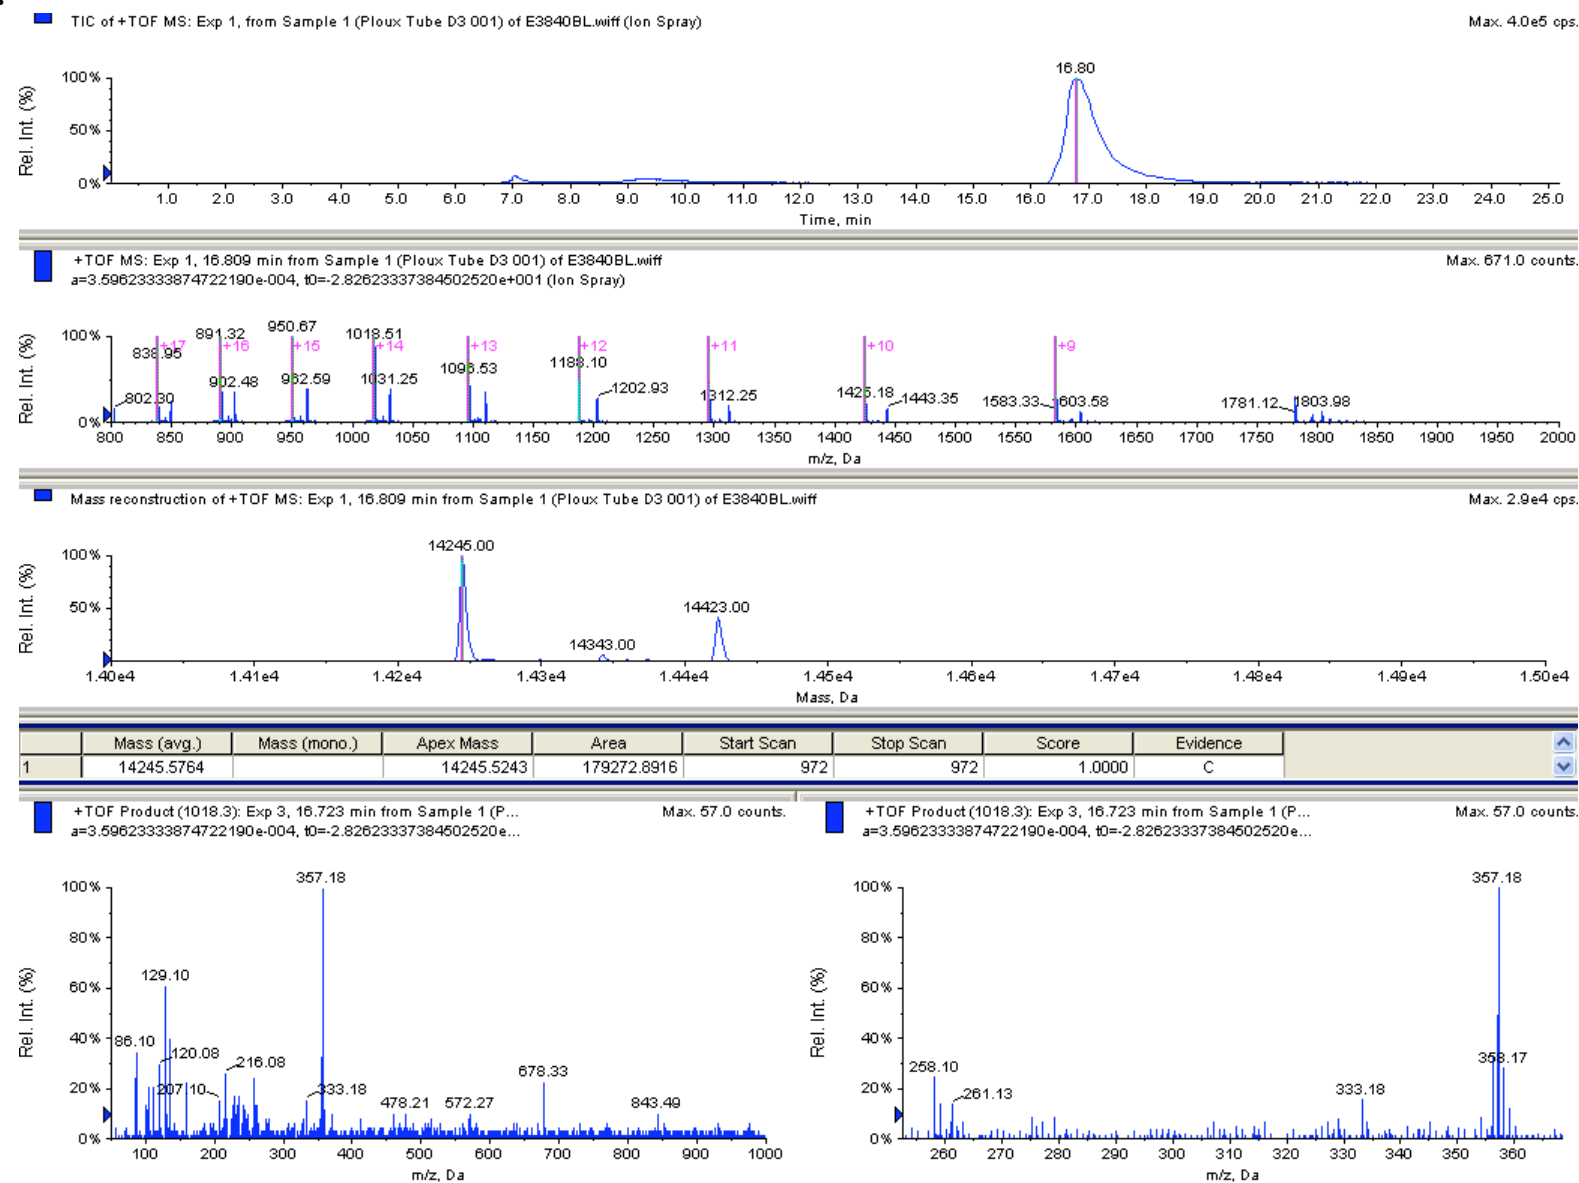 TIC of +TOF MS: Exp 1, from Sample 1 (Ploux Tube D3 001) of E3840BL.wiff (Ion Spray)
Max. 4.0e5 cps.
16.80
100%
50%
0%
Rel. Int. (%)
1.0 2.0 3.0 4.0 5.0 6.0 7.0 8.0 9.0 10.0 11.0 12.0 13.0 14.0 15.0 16.0 17.0 18.0 19.0 20.0 21.0 22.0 23.0 24.0 25.0
Time, min
+TOF MS: Exp 1, 16.809 min from Sample 1 (Ploux Tube D3 001) of E3840BL.wiff
Max. 671.0 counts.
a=3.59623333874722190e-004, t0=-2.82623337384502520e+001 (Ion Spray)
891.32 950.67 1018.51
100%
+17 +16 +15 +14 +13 +12 +11 +10 +9
838.95 1188.10
902.48 962.59 1031.25 1096.53 1202.93
802.30 1312.25 1425.18 1443.35 1583.33 1603.58 1781.12 1803.98
50%
0%
Rel. Int. (%)
800 850 900 950 1000 1050 1100 1150 1200 1250 1300 1350 1400 1450 1500 1550 1600 1650 1700 1750 1800 1850 1900 1950 2000
m/z, Da
Mass reconstruction of +TOF MS: Exp 1, 16.809 min from Sample 1 (Ploux Tube D3 001) of E3840BL.wiff
Max. 2.9e4 cps.
14245.00
100%
14423.00
50%
14343.00
0%
Rel. Int. (%)
1.40e4 1.41e4 1.42e4 1.43e4 1.44e4 1.45e4 1.46e4 1.47e4 1.48e4 1.49e4 1.50e4
Mass, Da
Mass (avg.) Mass (mono.) Apex Mass Area Start Scan Stop Scan Score Evidence
1 14245.5764 14245.5243 179272.8916 972 972 1.0000 C
+TOF Product (1018.3): Exp 3, 16.723 min from Sample 1 (P...
Max. 57.0 counts.
a=3.59623333874722190e-004, t0=-2.82623337384502520e...
357.18
100%
80%
129.10
60%
40%
86.10
120.08
216.08
207.10
333.18
678.33
478.21 572.27 843.49
20%
0%
Rel. Int. (%)
100 200 300 400 500 600 700 800 900 1000
m/z, Da
+TOF Product (1018.3): Exp 3, 16.723 min from Sample 1 (P...
Max. 57.0 counts.
a=3.59623333874722190e-004, t0=-2.82623337384502520e...
357.18
100%
80%
60%
40%
358.17
258.10
261.13
333.18
20%
0%
Rel. Int. (%)
260 270 280 290 300 310 320 330 340 350 360
m/z, Da